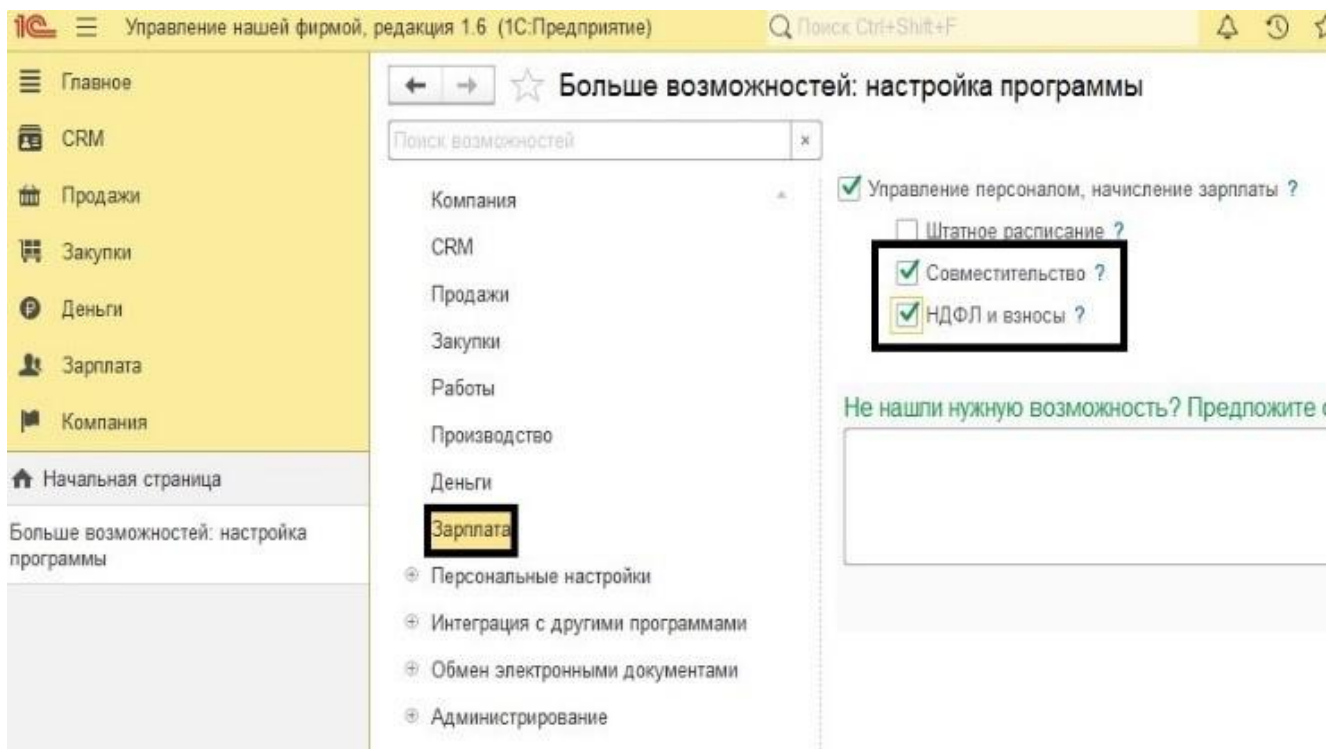 1С Управление нашей фирмой, редакция 1.6 (1С:Предприятие) Поиск Ctrl+Shift+F
Главное
CRM
Продажи
Закупки
Деньги
Зарплата
Компания
Начальная страница
Больше возможностей: настройка
программы
Больше возможностей: настройка программы
Поиск возможностей ×
Компания
CRM
Продажи
Закупки
Работы
Производство
Деньги
Зарплата
Персональные настройки
Интеграция с другими программами
Обмен электронными документами
Администрирование
Управление персоналом, начисление зарплаты ?
Штатное расписание ?
Совместительство ?
НДФЛ и взносы ?
Не нашли нужную возможность? Предложите